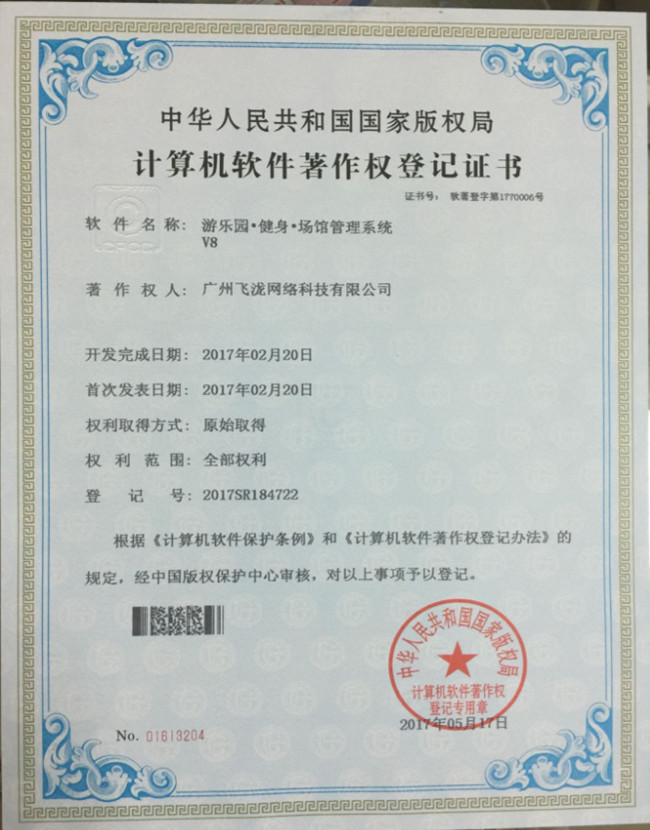 中华人民共和国国家版权局
计算机软件著作权登记证书
证书号： 软著登字第1770006号
软件名称： 游乐园•健身•场馆管理系统
V8
著作权人： 广州飞泷网络科技有限公司
开发完成日期： 2017年02月20日
首次发表日期： 2017年02月20日
权利取得方式： 原始取得
权利范围： 全部权利
登记号： 2017SR184722
根据《计算机软件保护条例》和《计算机软件著作权登记办法》的
规定，经中国版权保护中心审核，对以上事项予以登记。
中华人民共和国国家版权局
计算机软件著作权
登记专用章
2017年05月17日
No. 01613204